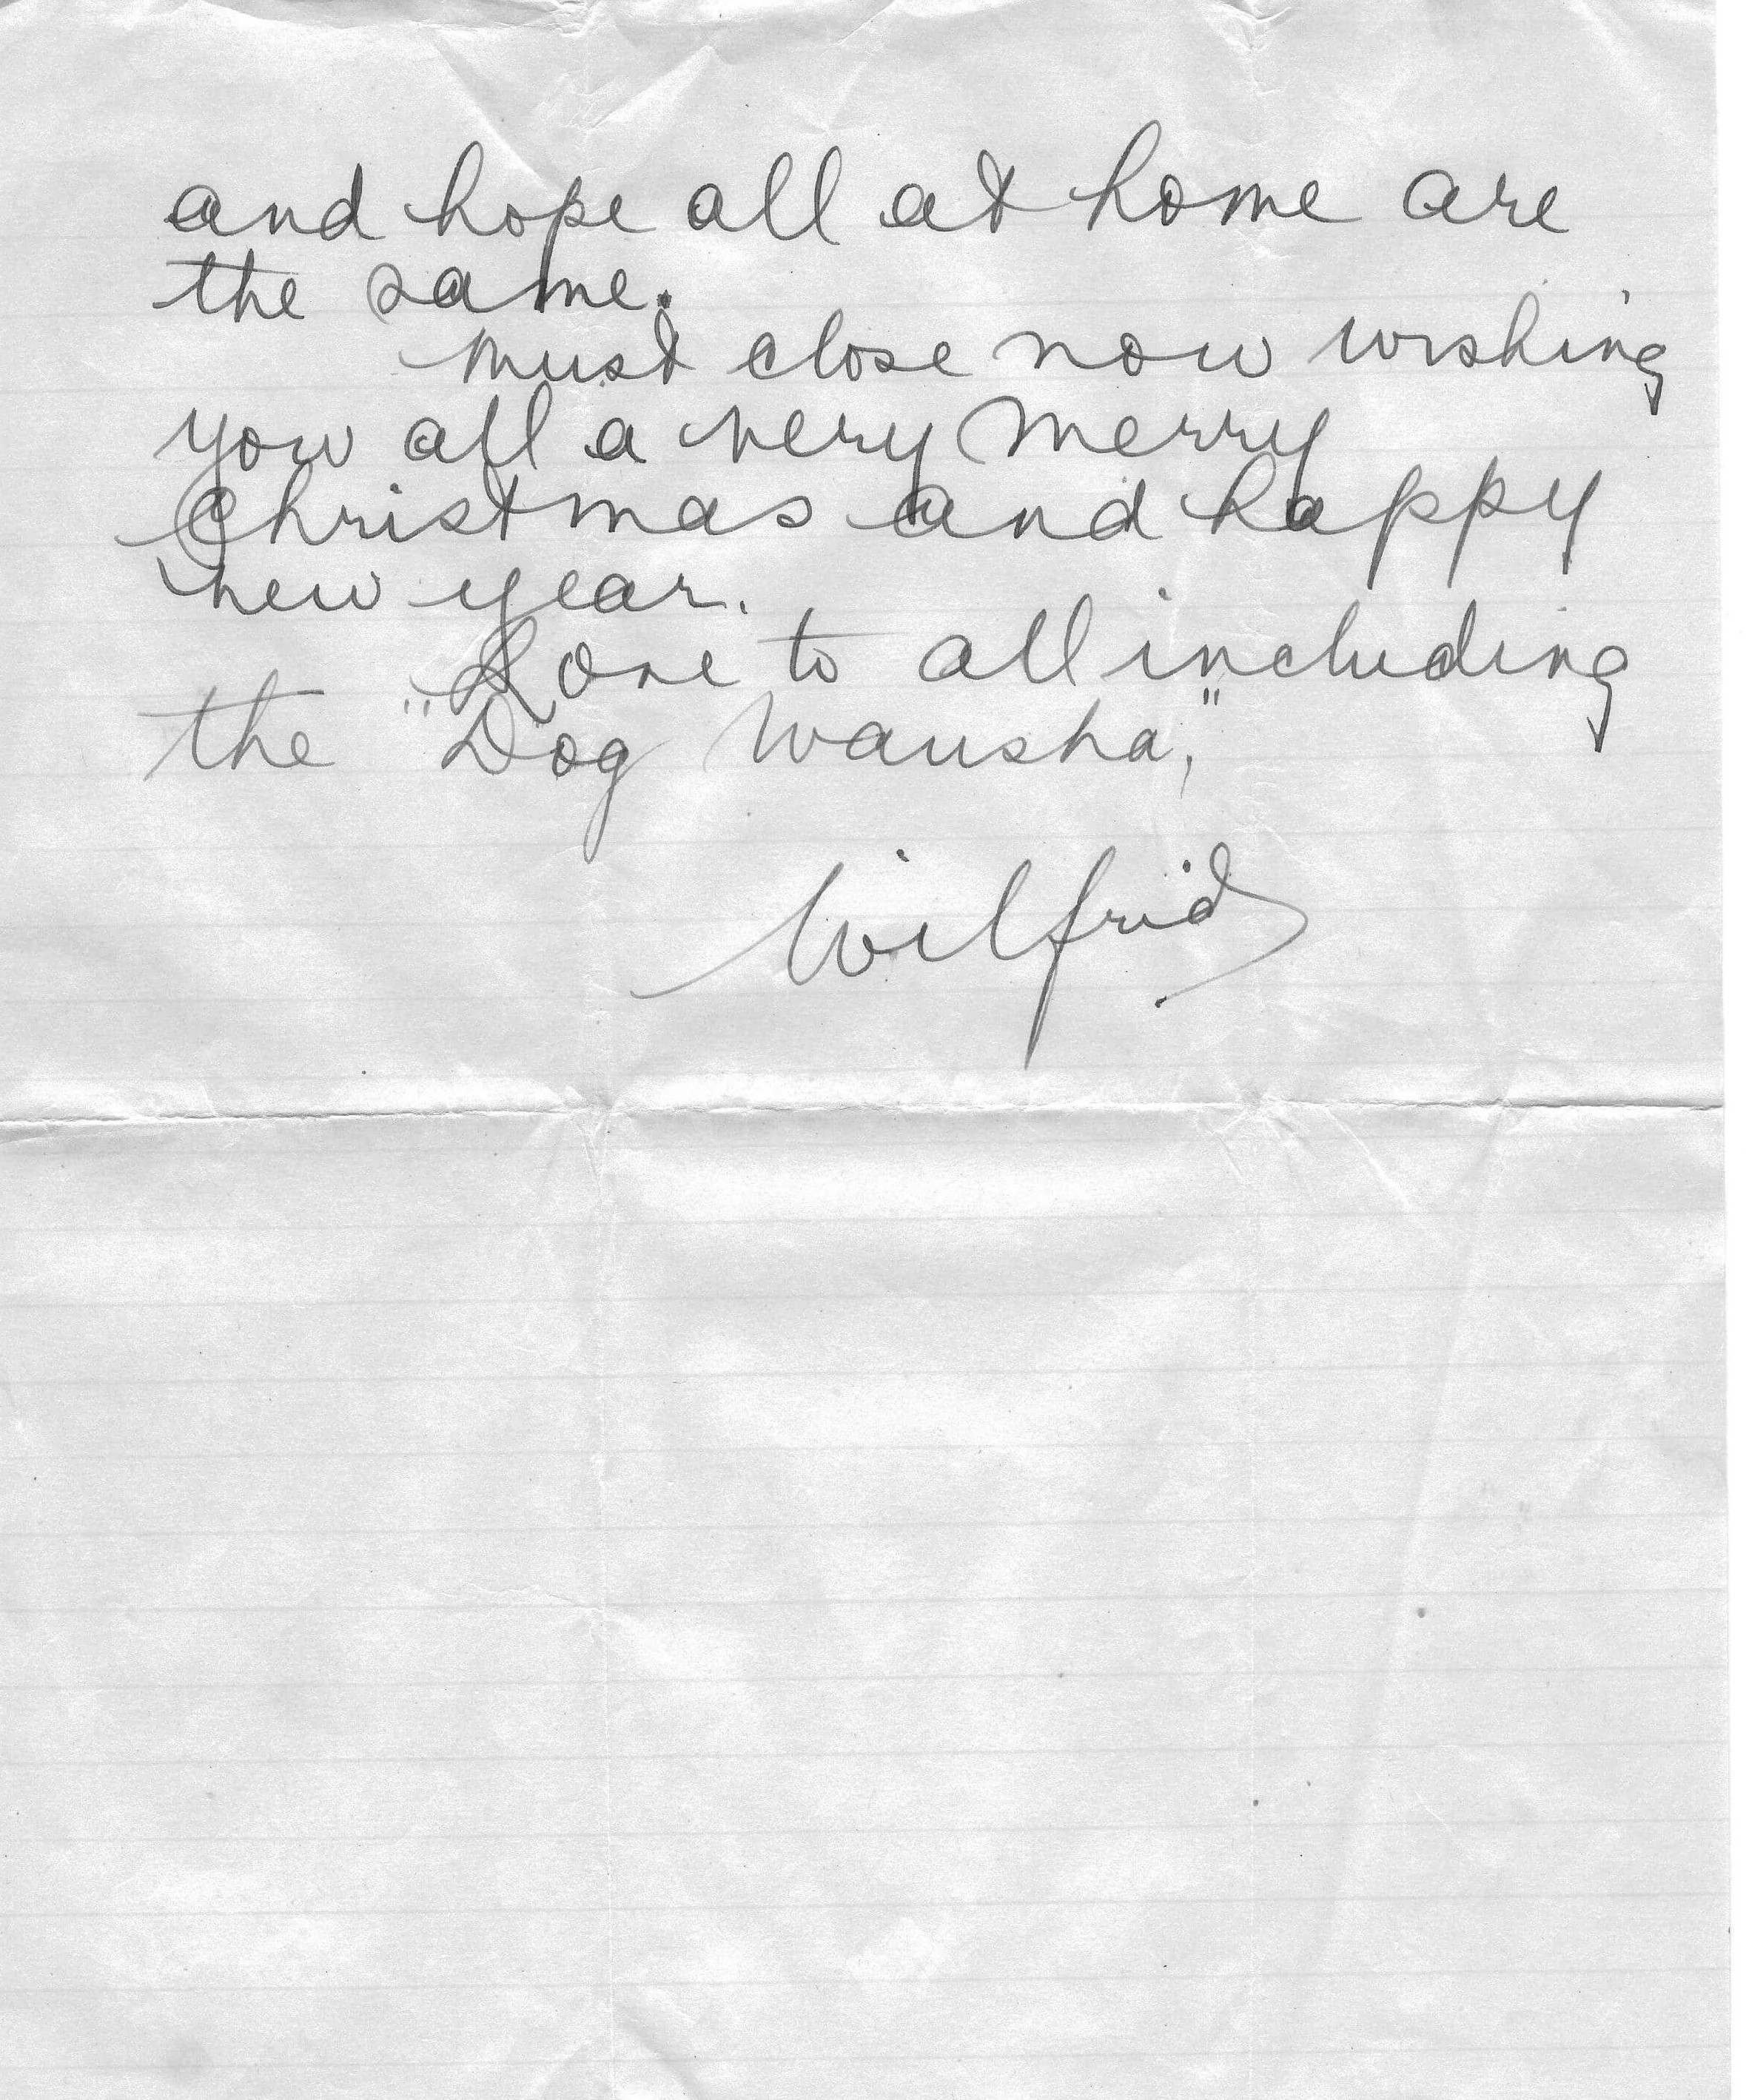 and hope all at home are
the same.
must close now wishing
you all a very merry
Christmas and happy
new year.
Love to all including
the "Dog Wausha,"
Wilfrid